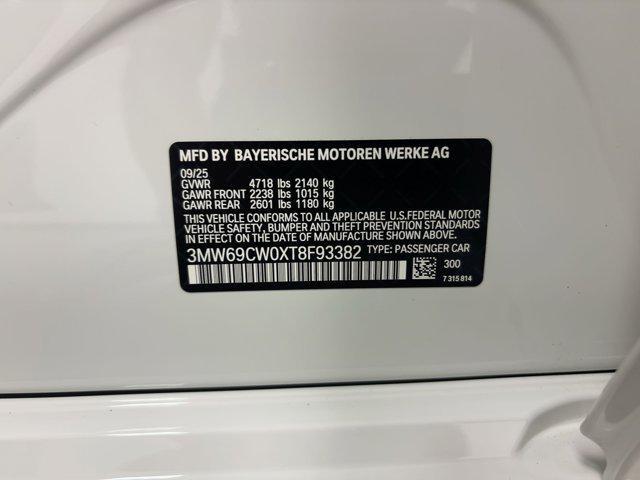 MFD BY BAYERISCHE MOTOREN WERKE AG
09/25
GVWR 4718 lbs 2140 kg
GAWR FRONT 2238 lbs 1015 kg
GAWR REAR 2601 lbs 1180 kg
THIS VEHICLE CONFORMS TO ALL APPLICABLE U.S.FEDERAL MOTOR
VEHICLE SAFETY, BUMPER, AND THEFT PREVENTION STANDARDS
IN EFFECT ON THE DATE OF MANUFACTURE SHOWN ABOVE.
3MW69CW0XT8F93382 TYPE: PASSENGER CAR
300
7 315 814